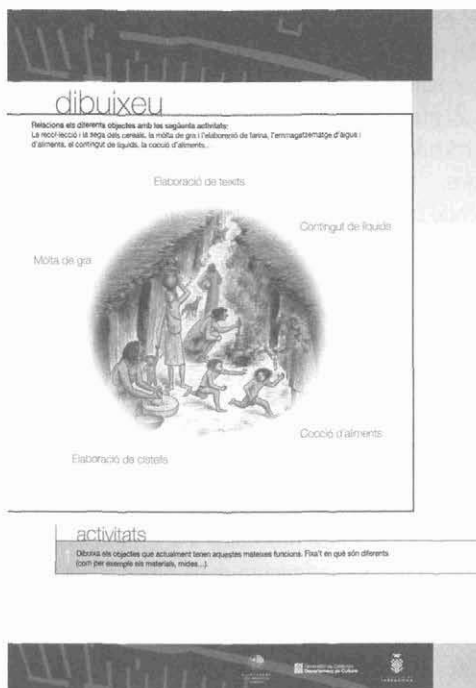 dibuixeu
Relaciona els diferents objectes amb les següents activitats:
La recol·lecció i la sega dels cereals, la mòlta de gra i l'elaboració de farina, l'emmagatzematge d'aigua i
d'aliments, el contingut de líquids, la cocció d'aliments...
Elaboració de teixits
Contingut de líquids
Mòlta de gra
Cocció d'aliments
Elaboració de cistells
activitats
Dibuixa els objectes que actualment tenen aquestes mateixes funcions. Fixa't en què són diferents
(com per exemple els materials, mides...)
Generalitat de Catalunya
Departament de Cultura